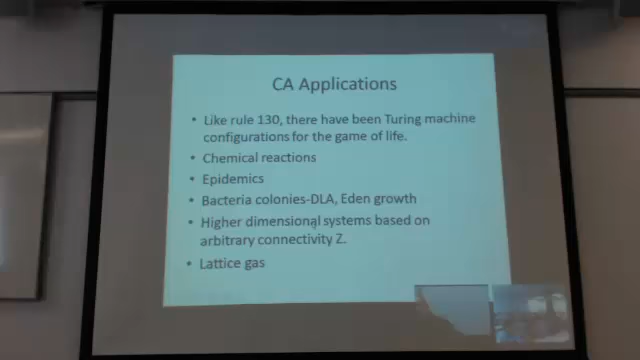 CA Applications
• Like rule 130, there have been Turing machine
configurations for the game of life.
• Chemical reactions
• Epidemics
• Bacteria colonies-DLA, Eden growth
• Higher dimensional systems based on
arbitrary connectivity Z.
• Lattice gas